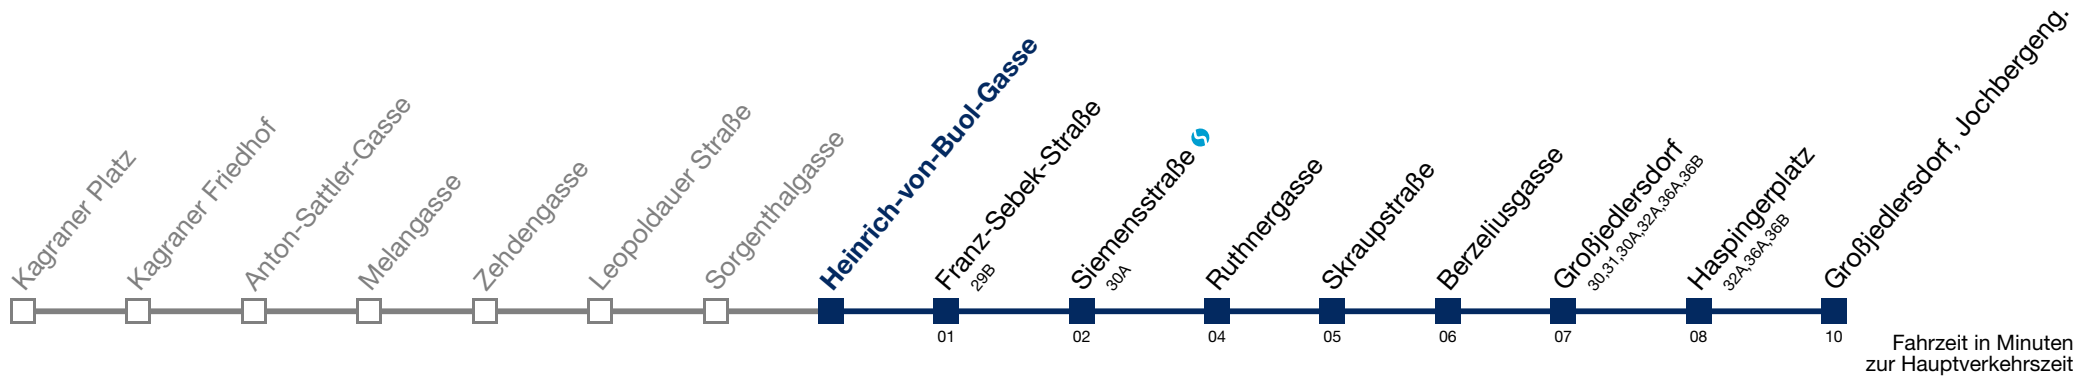 Kagraner Platz
Kagraner Friedhof
Anton-Sattler-Gasse
Melangasse
Zehdengasse
Leopoldauer Straße
Sorgenthalgasse
Heinrich-von-Buol-Gasse
Franz-Sebek-Straße
29B
Siemensstraße
30A
Ruthnergasse
Skraupstraße
Berzeliusgasse
Großjedlersdorf
30,31,30A,32A,36A,36B
Haspingerplatz
32A,36A,36B
Großjedlersdorf, Jochbergeng.
01
02
04
05
06
07
08
10
Fahrzeit in Minuten
zur Hauptverkehrszeit